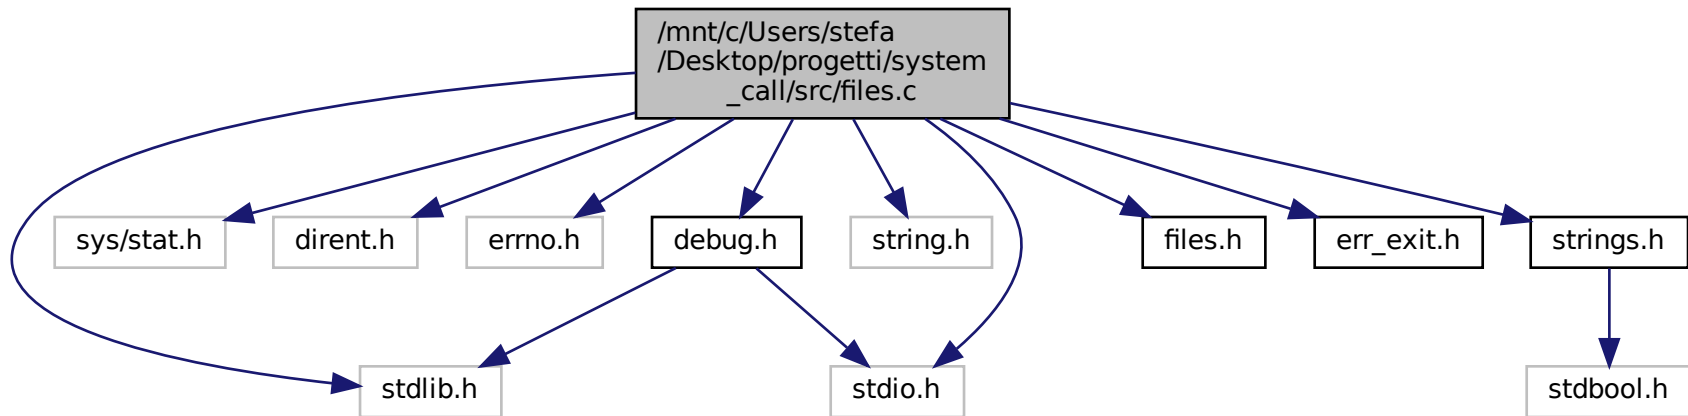 /mnt/c/Users/stefa
/Desktop/progetti/system
_call/src/files.c
sys/stat.h
dirent.h
errno.h
debug.h
string.h
files.h
err_exit.h
strings.h
stdlib.h
stdio.h
stdbool.h